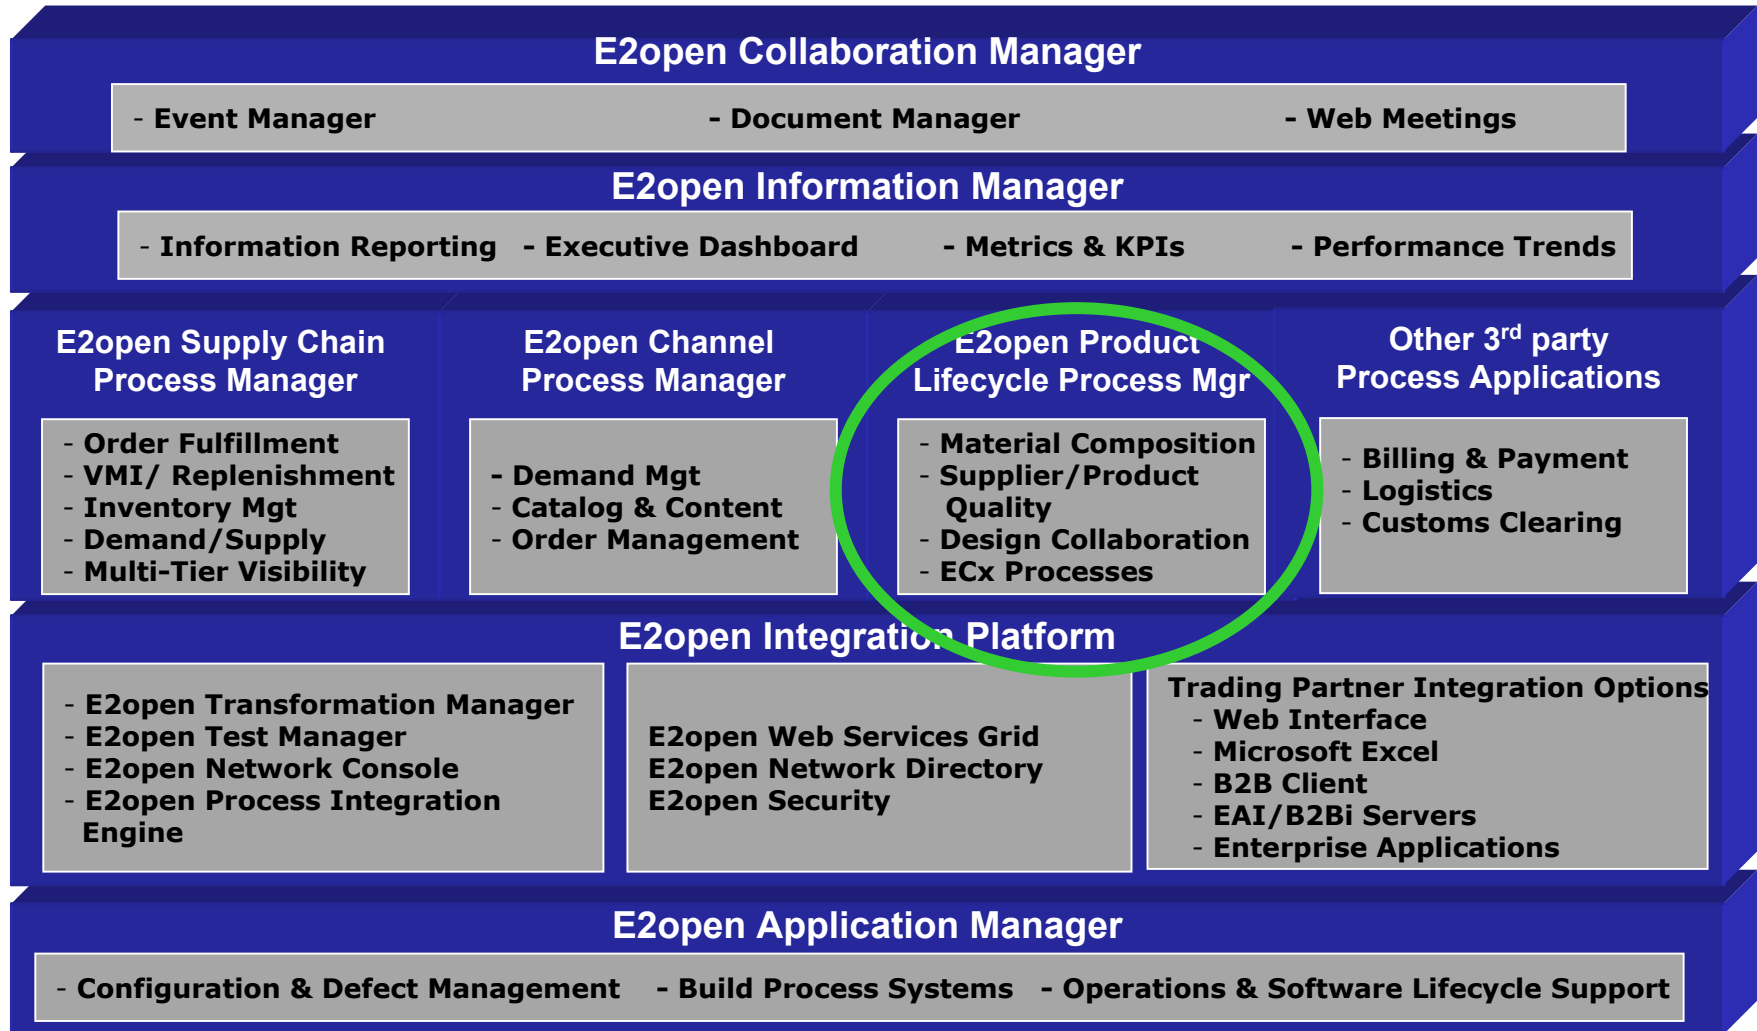 E2open Collaboration Manager
- Event Manager - Document Manager - Web Meetings
E2open Information Manager
- Information Reporting - Executive Dashboard - Metrics & KPIs - Performance Trends
E2open Supply Chain
Process Manager
- Order Fulfillment
- VMI/ Replenishment
- Inventory Mgt
- Demand/Supply
- Multi-Tier Visibility
E2open Channel
Process Manager
- Demand Mgt
- Catalog & Content
- Order Management
E2open Product
Lifecycle Process Mgr
- Material Composition
- Supplier/Product
Quality
- Design Collaboration
- ECx Processes
Other 3rd party
Process Applications
- Billing & Payment
- Logistics
- Customs Clearing
E2open Integration Platform
- E2open Transformation Manager
- E2open Test Manager
- E2open Network Console
- E2open Process Integration
Engine
E2open Web Services Grid
E2open Network Directory
E2open Security
Trading Partner Integration Options
- Web Interface
- Microsoft Excel
- B2B Client
- EAI/B2Bi Servers
- Enterprise Applications
E2open Application Manager
- Configuration & Defect Management - Build Process Systems - Operations & Software Lifecycle Support